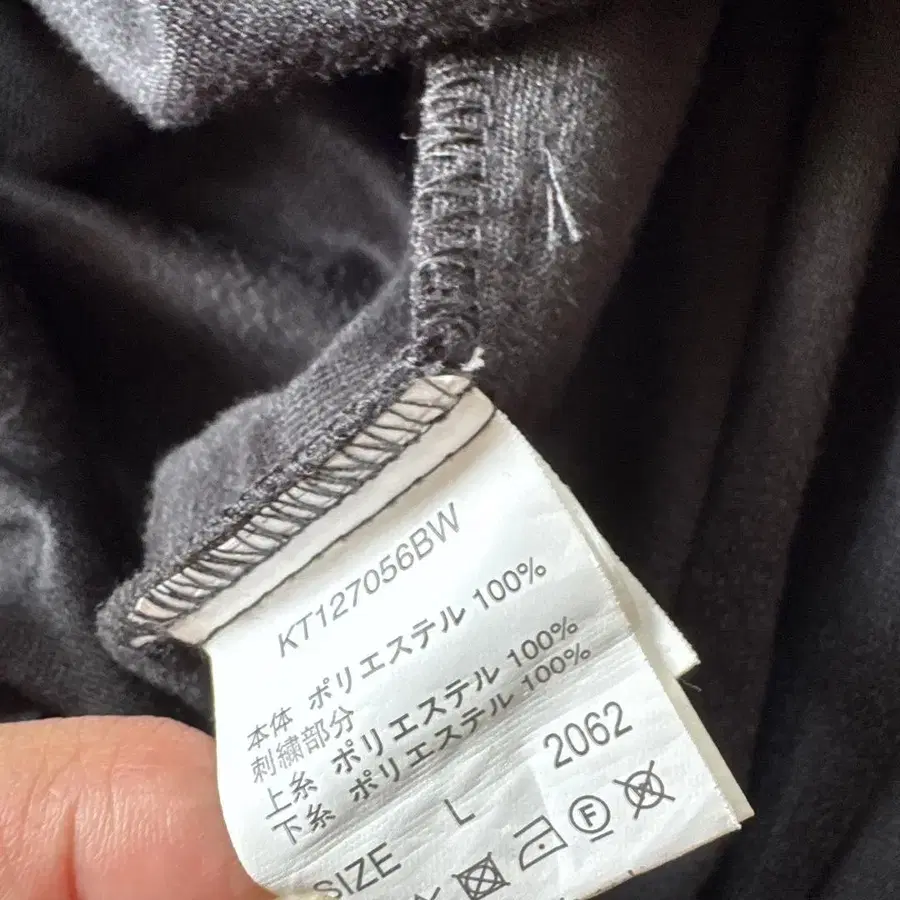 KT127056BW
本体 ポリエステル 100%
刺繍部分
上糸 ポリエステル 100%
下糸 ポリエステル 100%
2062
SIZE L
F